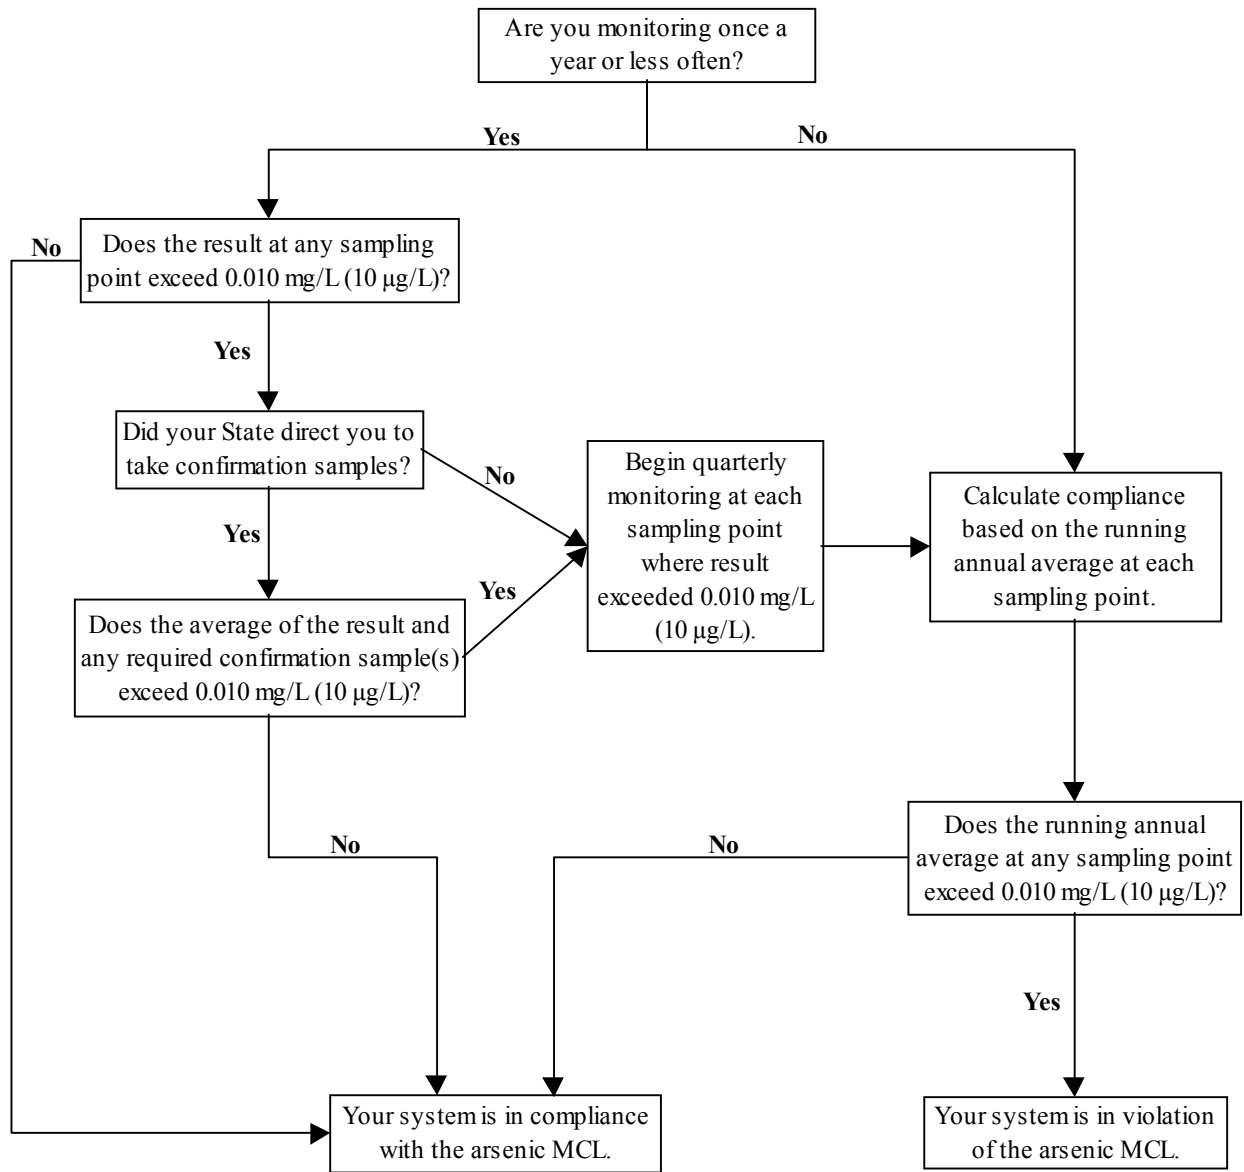 Are you monitoring once a
year or less often?
Yes
No
Does the result at any sampling
point exceed 0.010 mg/L (10 µg/L)?
No
Yes
Did your State direct you to
take confirmation samples?
No
Yes
Begin quarterly
monitoring at each
sampling point
where result
exceeded 0.010 mg/L
(10 µg/L).
Calculate compliance
based on the running
annual average at each
sampling point.
Does the average of the result and
any required confirmation sample(s)
exceed 0.010 mg/L (10 µg/L)?
Yes
No
Does the running annual
average at any sampling point
exceed 0.010 mg/L (10 µg/L)?
No
Yes
Your system is in compliance
with the arsenic MCL.
Your system is in violation
of the arsenic MCL.